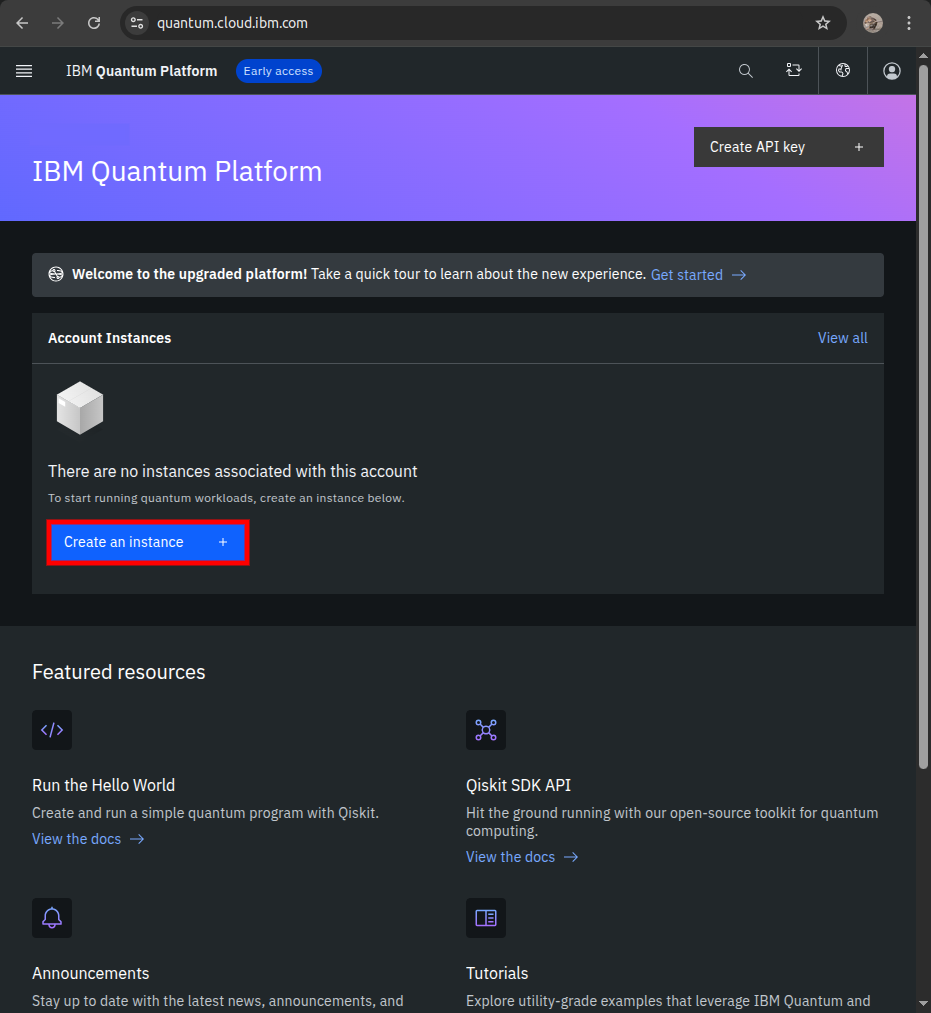 quantum.cloud.ibm.com
IBM Quantum Platform
Early access
IBM Quantum Platform
Create API key +
Welcome to the upgraded platform! Take a quick tour to learn about the new experience. Get started →
Account Instances
View all
There are no instances associated with this account
To start running quantum workloads, create an instance below.
Create an instance +
Featured resources
</>
Run the Hello World
Create and run a simple quantum program with Qiskit.
View the docs →
Qiskit SDK API
Hit the ground running with our open-source toolkit for quantum
computing.
View the docs →
Announcements
Stay up to date with the latest news, announcements, and
Tutorials
Explore utility-grade examples that leverage IBM Quantum and